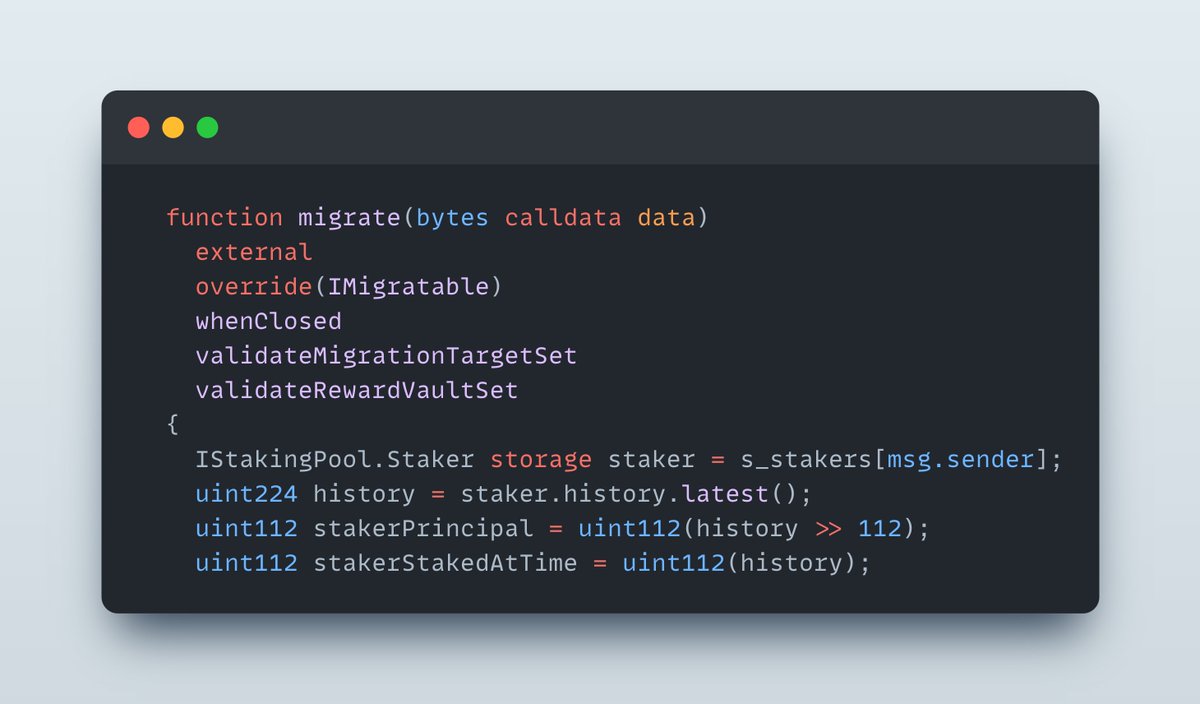 function migrate(bytes calldata data)
  external
  override(IMigratable)
  whenClosed
  validateMigrationTargetSet
  validateRewardVaultSet
{
  IStakingPool.Staker storage staker = s_stakers[msg.sender];
  uint224 history = staker.history.latest();
  uint112 stakerPrincipal = uint112(history >> 112);
  uint112 stakerStakedAtTime = uint112(history);